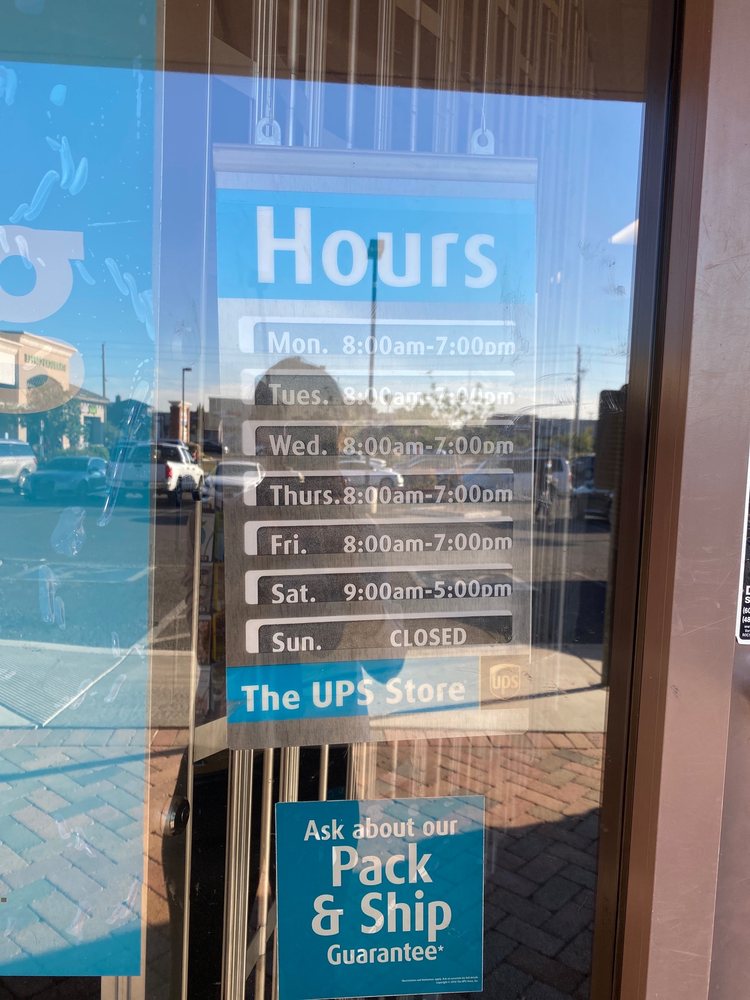 Hours
Mon. 8:00am-7:00pm
Tues. 8:00am-7:00pm
Wed. 8:00am-7:00pm
Thurs. 8:00am-7:00pm
Fri. 8:00am-7:00pm
Sat. 9:00am-5:00pm
Sun. CLOSED
The UPS Store
ups
Ask about our
Pack
& Ship
Guarantee*